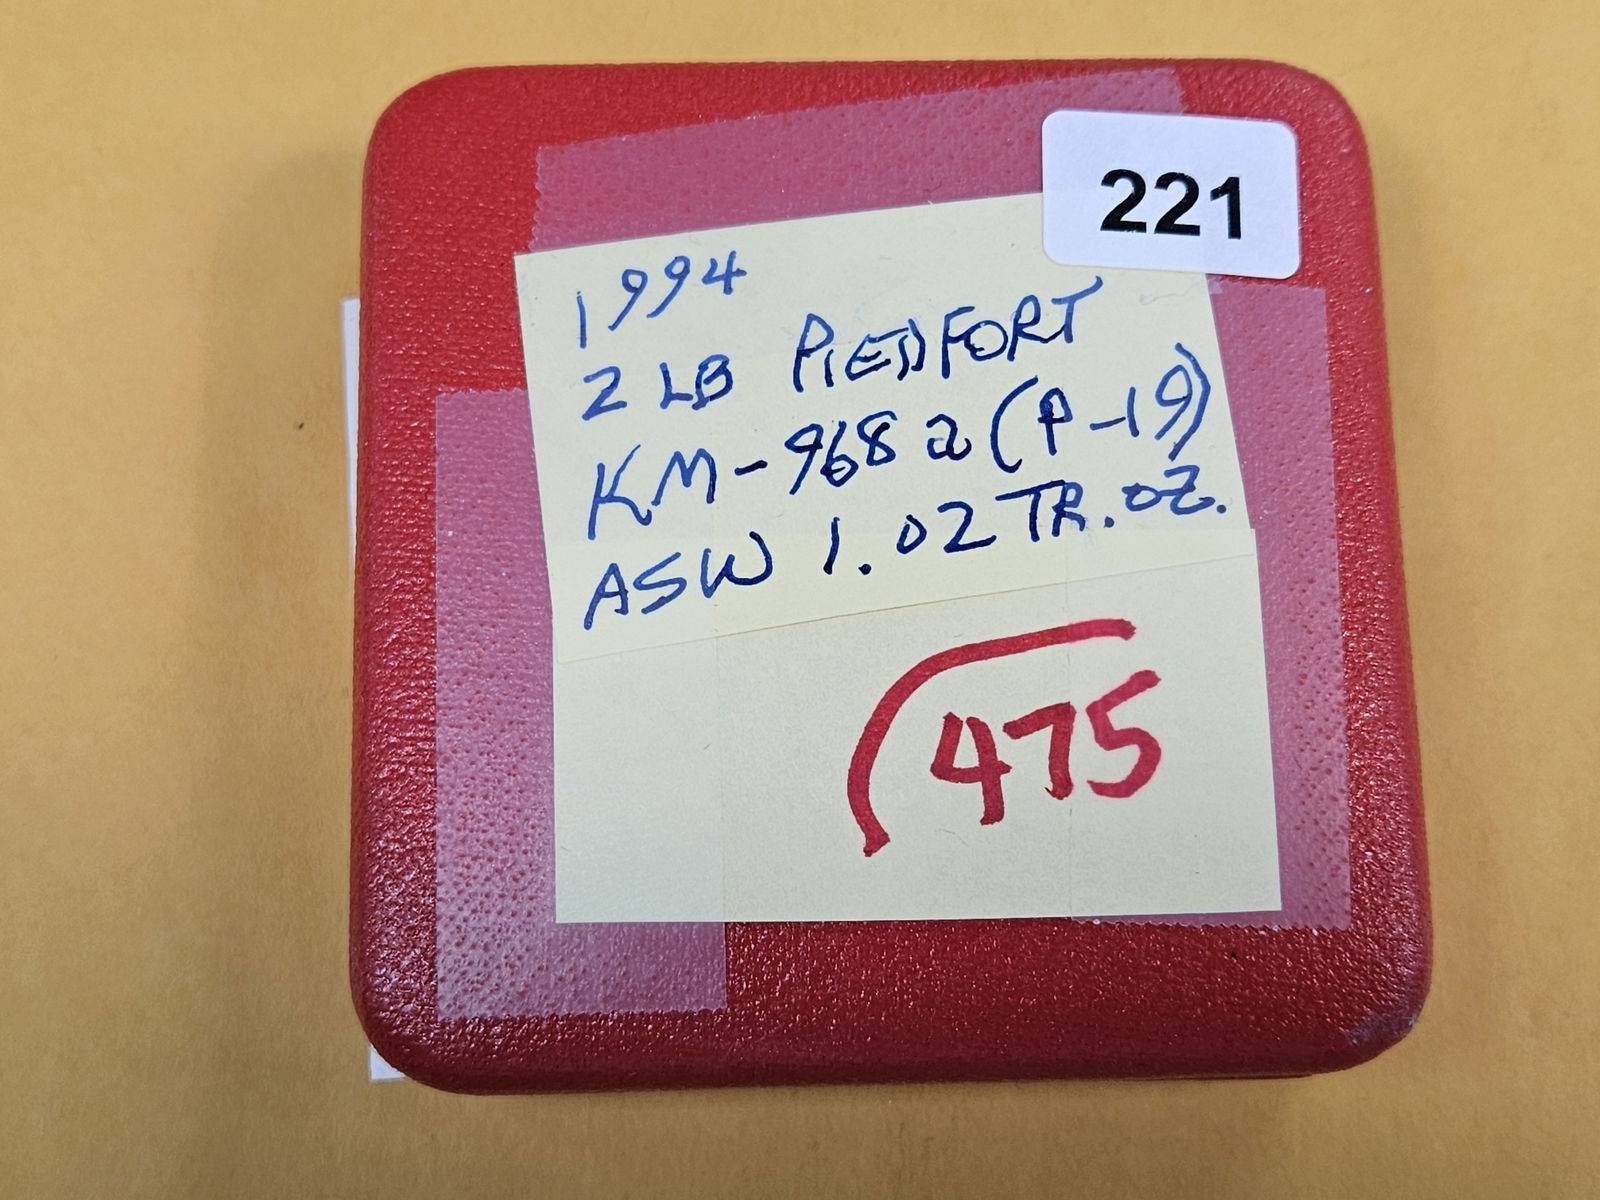 221
1994
2 LB PIEDFORT
KM-968a (P-19)
ASW 1.02 TR. OZ.
475